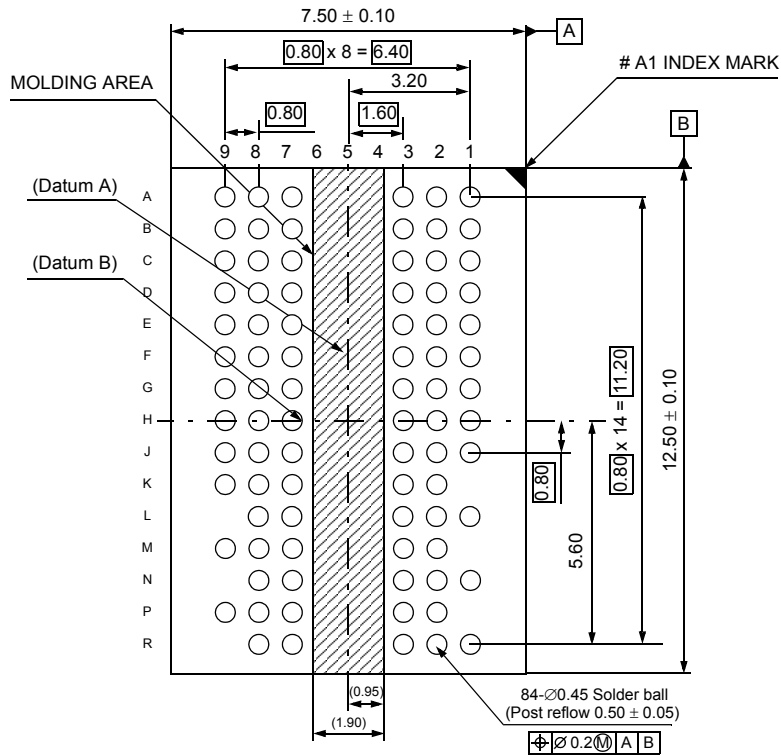 7.50 ± 0.10
A
0.80 x 8 = 6.40
# A1 INDEX MARK
3.20
MOLDING AREA
0.80
1.60
B
9 8 7 6 5 4 3 2 1
(Datum A)
A
B
(Datum B)
C
D
E
F
G
H
J
K
L
M
N
P
R
0.80
5.60
0.80 x 14 = 11.20
12.50 ± 0.10
(0.95)
(1.90)
84-∅0.45 Solder ball
(Post reflow 0.50 ± 0.05)
⌖ ∅ 0.2Ⓜ A B